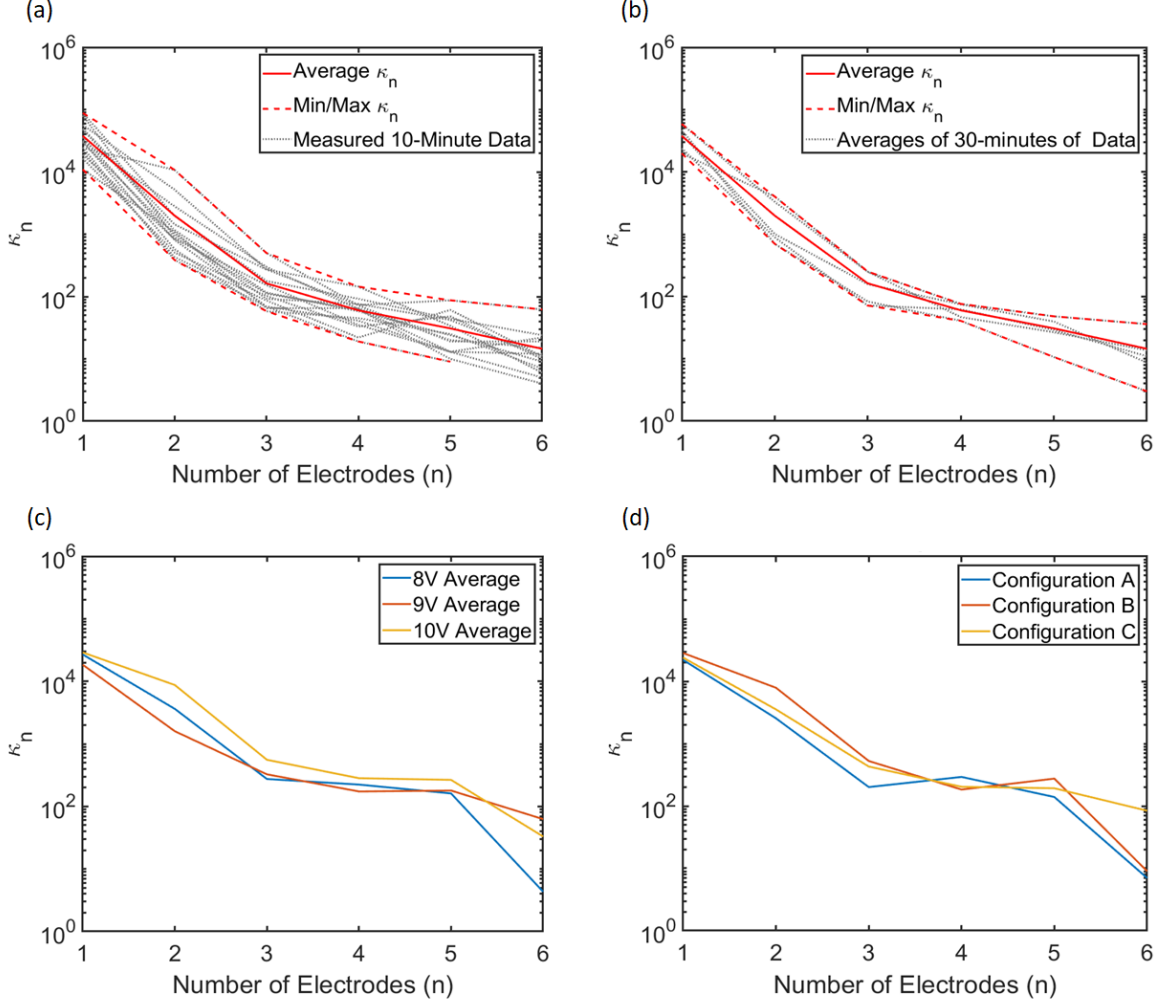 (a)
10^6
10^4
10^2
10^0
κn
Average κn
Min/Max κn
Measured 10-Minute Data
1 2 3 4 5 6
Number of Electrodes (n)
(b)
10^6
10^4
10^2
10^0
κn
Average κn
Min/Max κn
Averages of 30-minutes of Data
1 2 3 4 5 6
Number of Electrodes (n)
(c)
10^6
10^4
10^2
10^0
κn
8V Average
9V Average
10V Average
1 2 3 4 5 6
Number of Electrodes (n)
(d)
10^6
10^4
10^2
10^0
κn
Configuration A
Configuration B
Configuration C
1 2 3 4 5 6
Number of Electrodes (n)